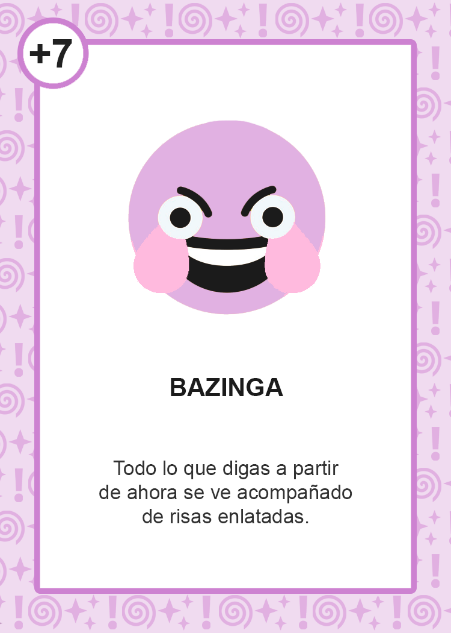 +7
BAZINGA
Todo lo que digas a partir
de ahora se ve acompañado
de risas enlatadas.